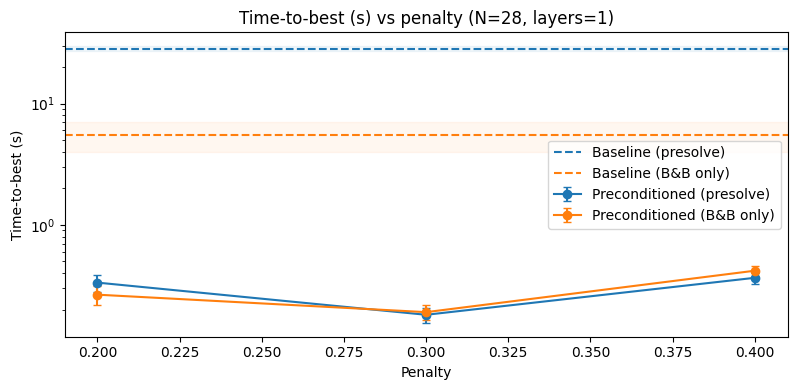 Time-to-best (s) vs penalty (N=28, layers=1)
Time-to-best (s)
10¹
10⁰
Baseline (presolve)
Baseline (B&B only)
Preconditioned (presolve)
Preconditioned (B&B only)
0.200 0.225 0.250 0.275 0.300 0.325 0.350 0.375 0.400
Penalty